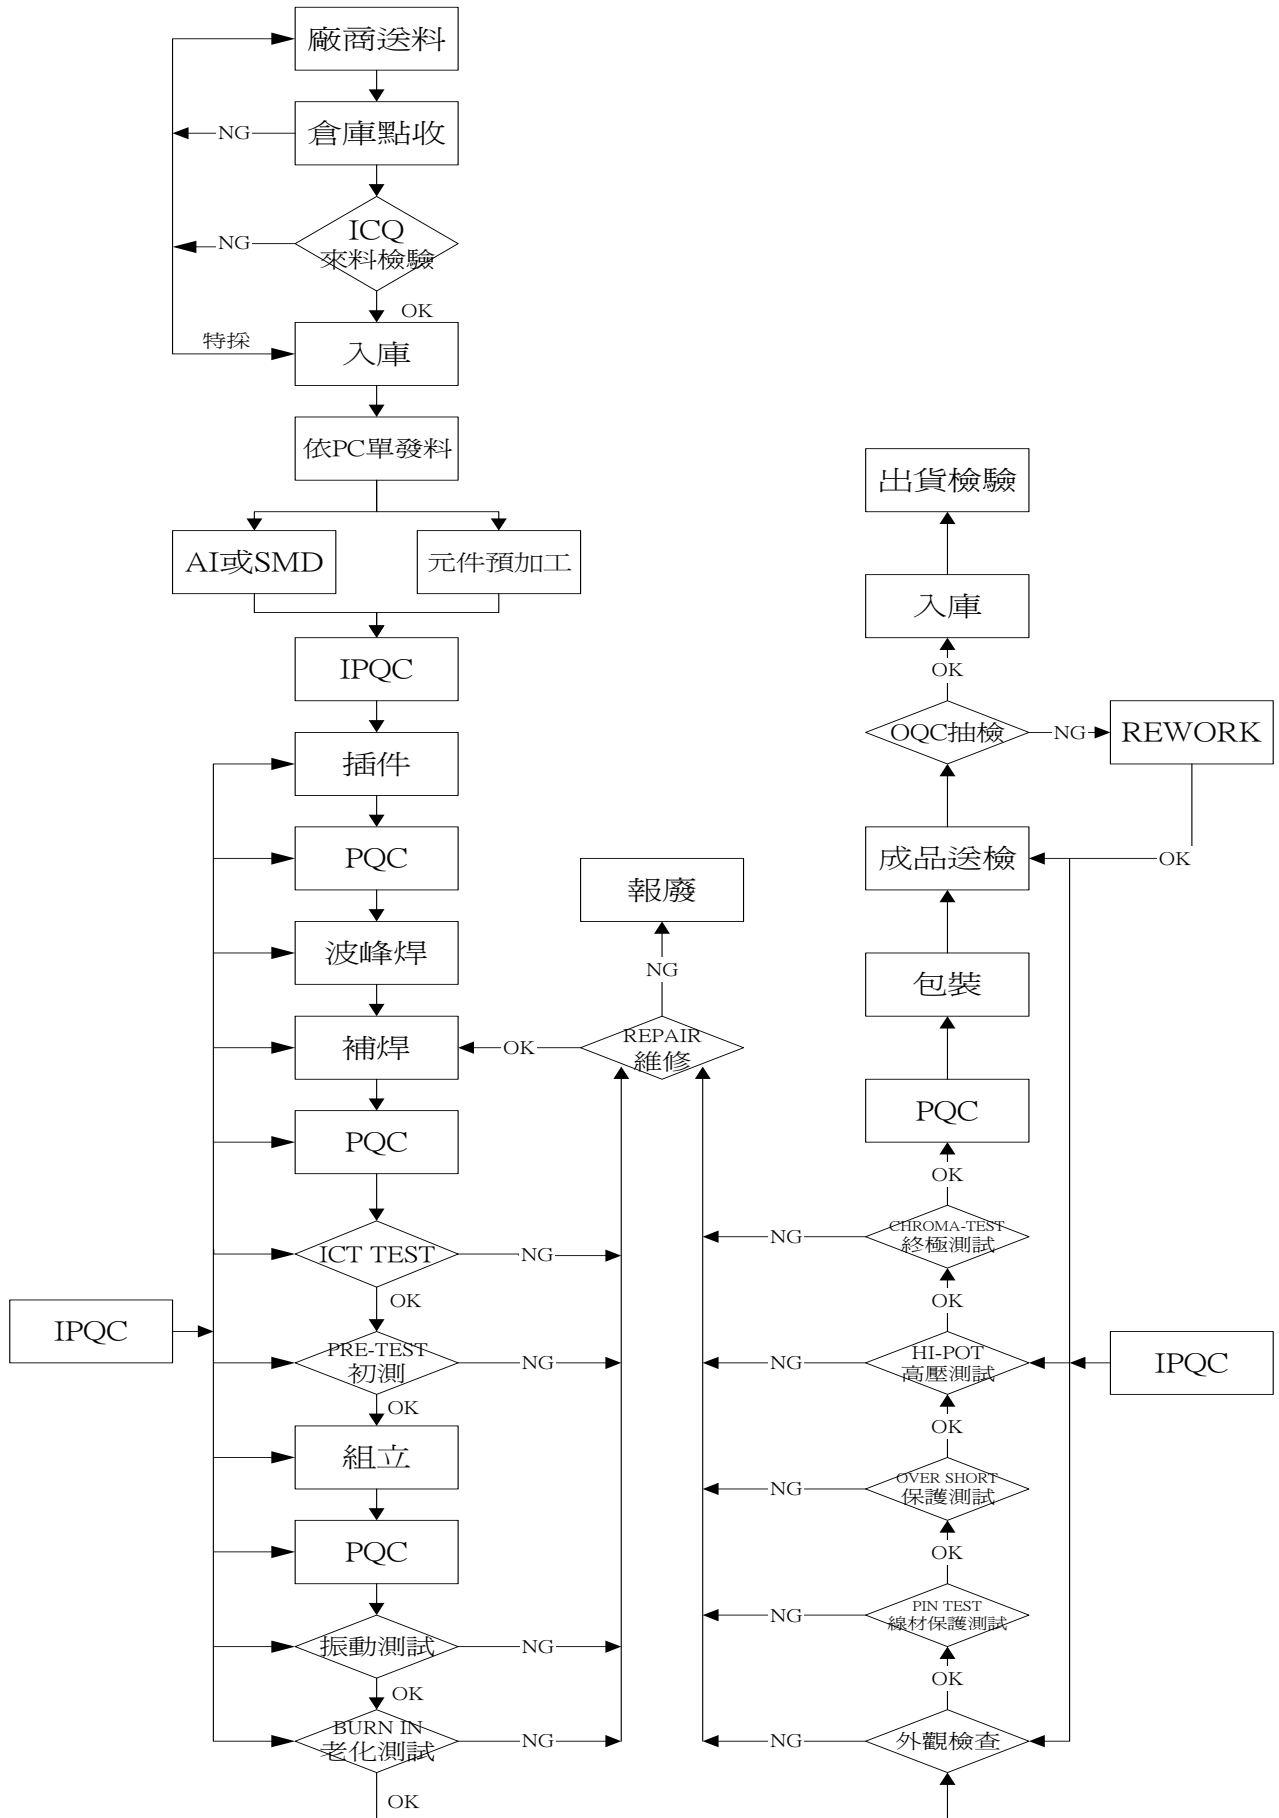 廠商送料
NG
倉庫點收
NG
ICQ
來料檢驗
OK
特採
入庫
依PC單發料
AI或SMD
元件預加工
IPQC
插件
PQC
波峰焊
補焊
PQC
ICT TEST
NG
OK
IPQC
PRE-TEST
初測
NG
OK
組立
PQC
振動測試
NG
OK
BURN IN
老化測試
NG
OK
報廢
NG
REPAIR
維修
OK
出貨檢驗
入庫
OK
OQC抽檢
NG
REWORK
成品送檢
OK
包裝
PQC
OK
CHROMA-TEST
終極測試
NG
OK
HI-POT
高壓測試
NG
IPQC
OK
OVER SHORT
保護測試
NG
OK
PIN TEST
線材保護測試
NG
OK
外觀檢查
NG